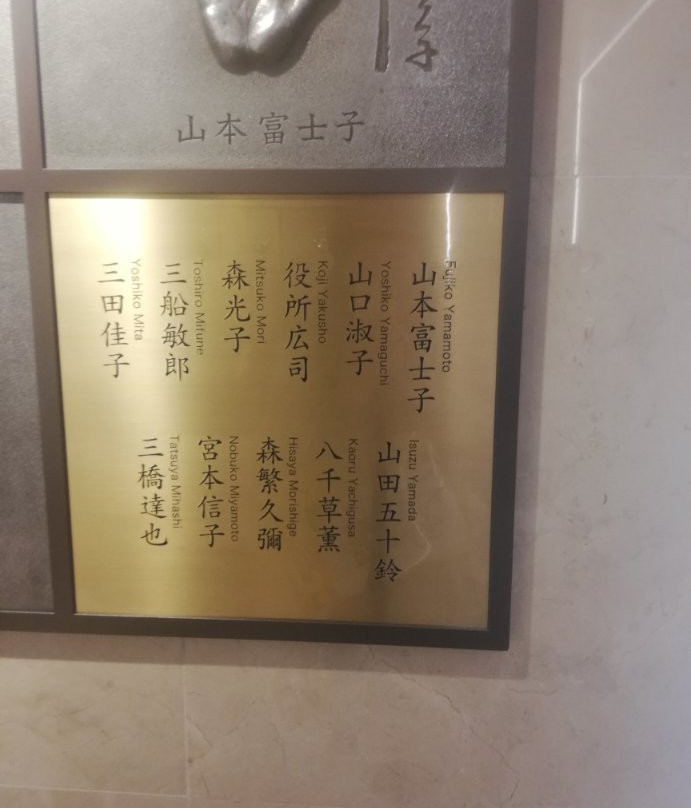 山本富士子
山本富士子
Fujiko Yamamoto
山口淑子
Yoshiko Yamaguchi
役所広司
Koji Yakusho
森光子
Mitsuko Mori
三船敏郎
Toshiro Mifune
三田佳子
Yoshiko Mita
山田五十鈴
Isuzu Yamada
八千草薫
Kaoru Yachigusa
森繁久彌
Hisaya Morishige
宮本信子
Nobuko Miyamoto
三橋達也
Tatsuya Mihashi